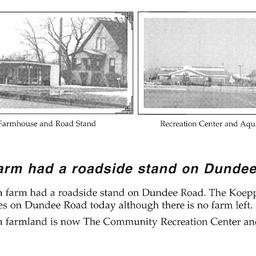 Farmhouse and Road Stand
Recreation Center and Aqu
arm had a roadside stand on Dundee
farm had a roadside stand on Dundee Road. The Koepp
es on Dundee Road today although there is no farm left.
farmland is now The Community Recreation Center and